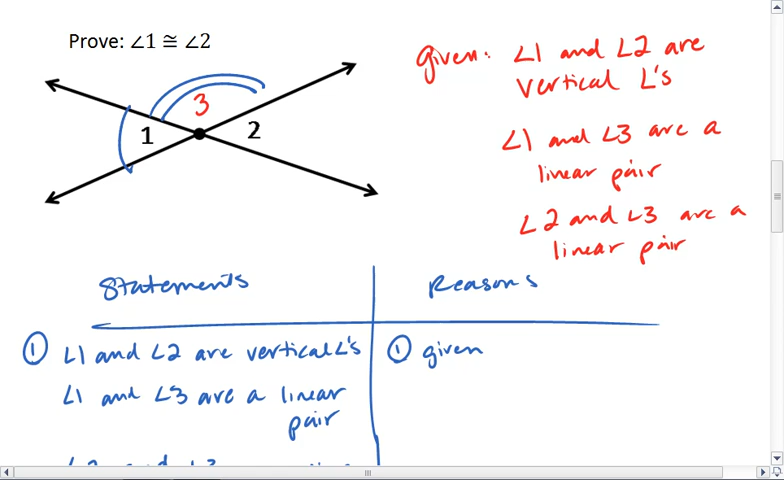 Prove: ∠1 ≅ ∠2
given: ∠1 and ∠2 are
vertical ∠'s
∠1 and ∠3 are a
linear pair
∠2 and ∠3 are a
linear pair
3
1
2
Statements
Reasons
① ∠1 and ∠2 are vertical ∠'s
① given
∠1 and ∠3 are a linear
pair